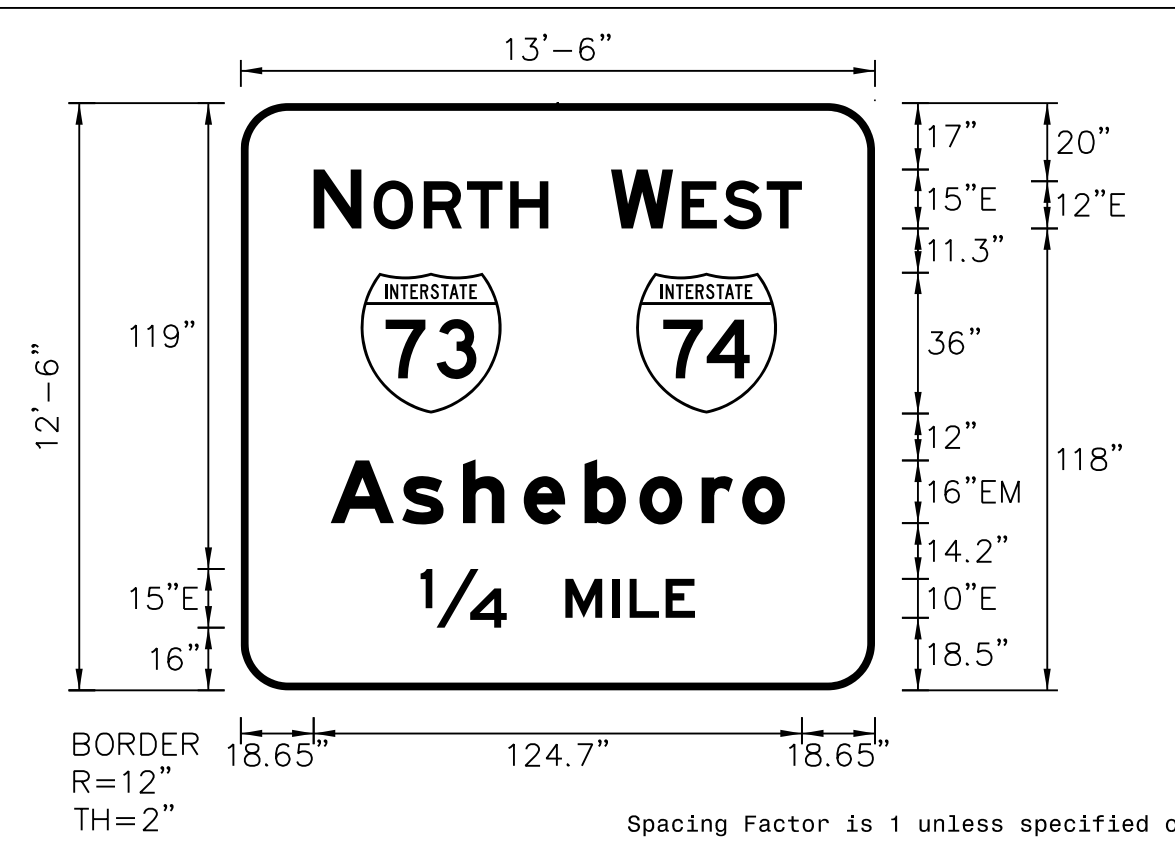 13’–6”
17”
20”
NORTH WEST
15”E
12”E
11.3”
INTERSTATE INTERSTATE
73 74
119”
36”
12’–6”
12”
118”
Asheboro
16”EM
14.2”
1/4 MILE
15”E
10”E
16”
18.5”
BORDER
R=12”
TH=2”
18.65” 124.7” 18.65”
Spacing Factor is 1 unless specified